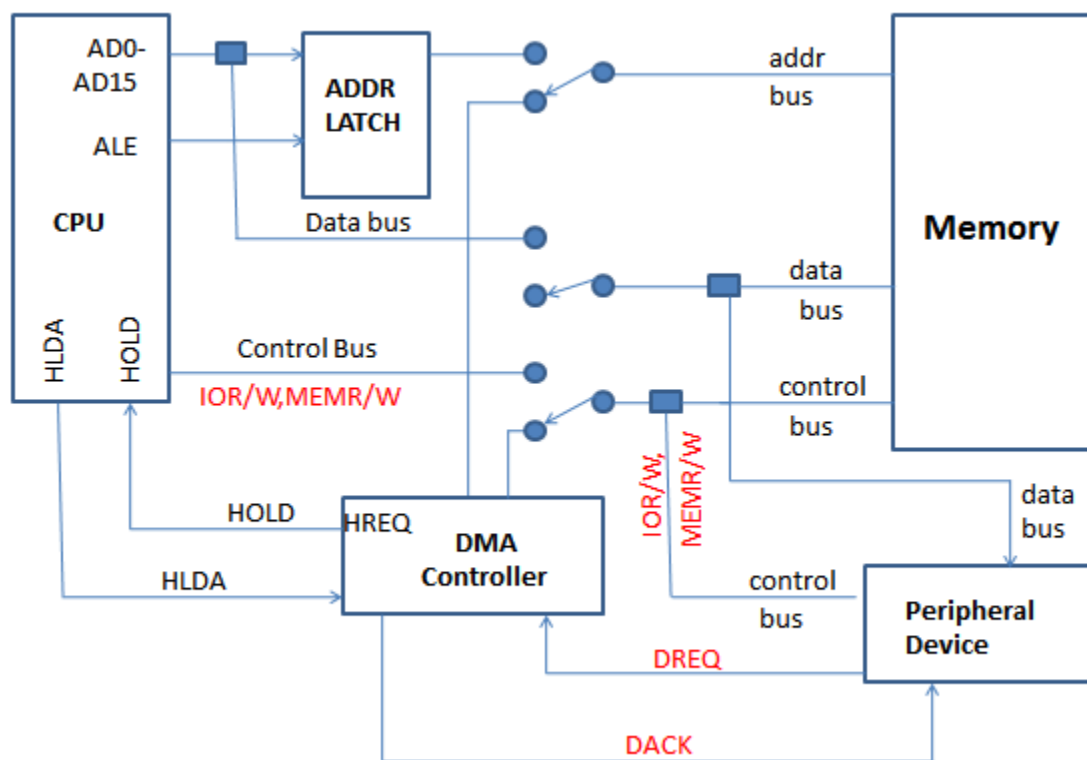 AD0-
AD15
ALE
CPU
HLDA
HOLD
ADDR
LATCH
Data bus
Control Bus
IOR/W,MEMR/W
addr
bus
data
bus
control
bus
Memory
IOR/W,
MEMR/W
data
bus
HOLD
HREQ
DMA
Controller
HLDA
control
bus
Peripheral
Device
DREQ
DACK